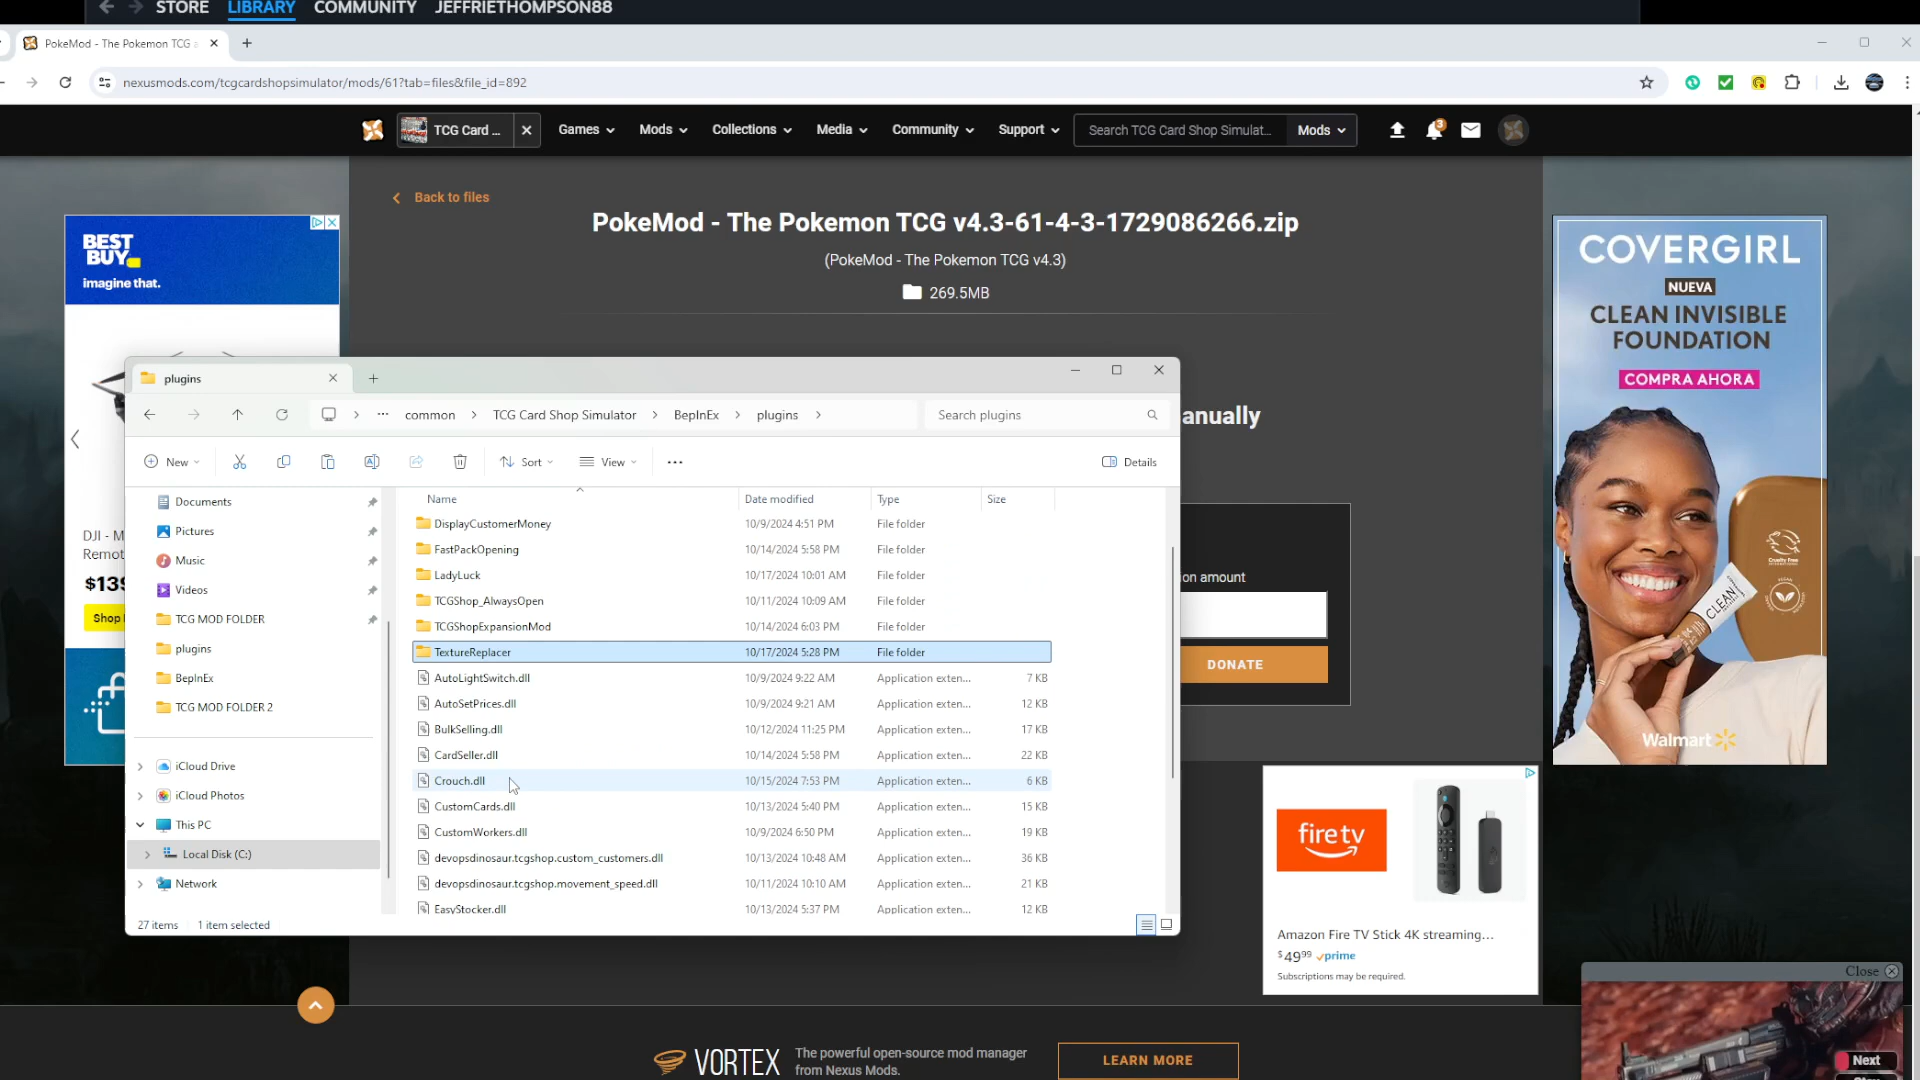 STORE LIBRARY COMMUNITY JEFFRIETHOMPSON88
PokeMod - The Pokemon TCG
nexusmods.com/tcgcardshopsimulator/mods/61?tab=files&file_id=892
TCG Card ... Games Mods Collections Media Community Support Search TCG Card Shop Simulat... Mods 3
Back to files
PokeMod - The Pokemon TCG v4.3-61-4-3-1729086266.zip
(PokeMod - The Pokemon TCG v4.3)
269.5MB
BEST
BUY
imagine that.
DJI - M
Remot
$139
Shop
COVERGIRL
NUEVA
CLEAN INVISIBLE
FOUNDATION
COMPRA AHORA
CLEAN
Walmart
anually
on amount
DONATE
plugins
common TCG Card Shop Simulator BepInEx plugins Search plugins
New Sort View Details
Documents
Pictures
Music
Videos
TCG MOD FOLDER
plugins
BepInEx
TCG MOD FOLDER 2
iCloud Drive
iCloud Photos
This PC
Local Disk (C:)
Network
Name Date modified Type Size
DisplayCustomerMoney 10/9/2024 4:51 PM File folder
FastPackOpening 10/14/2024 5:58 PM File folder
LadyLuck 10/17/2024 10:01 AM File folder
TCGShop_AlwaysOpen 10/11/2024 10:09 AM File folder
TCGShopExpansionMod 10/14/2024 6:03 PM File folder
TextureReplacer 10/17/2024 5:28 PM File folder
AutoLightSwitch.dll 10/9/2024 9:22 AM Application exten... 7 KB
AutoSetPrices.dll 10/9/2024 9:21 AM Application exten... 12 KB
BulkSelling.dll 10/12/2024 11:25 PM Application exten... 17 KB
CardSeller.dll 10/14/2024 5:58 PM Application exten... 22 KB
Crouch.dll 10/15/2024 7:53 PM Application exten... 6 KB
CustomCards.dll 10/13/2024 5:40 PM Application exten... 15 KB
CustomWorkers.dll 10/9/2024 6:50 PM Application exten... 19 KB
devopsdinosaur.tcgshop.custom_customers.dll 10/13/2024 10:48 AM Application exten... 36 KB
devopsdinosaur.tcgshop.movement_speed.dll 10/11/2024 10:10 AM Application exten... 21 KB
EasyStocker.dll 10/13/2024 5:37 PM Application exten... 12 KB
27 items 1 item selected
fire tv
Amazon Fire TV Stick 4K streaming...
$49.99 prime
Subscriptions may be required.
Close
Next
VORTEX
The powerful open-source mod manager
from Nexus Mods.
LEARN MORE